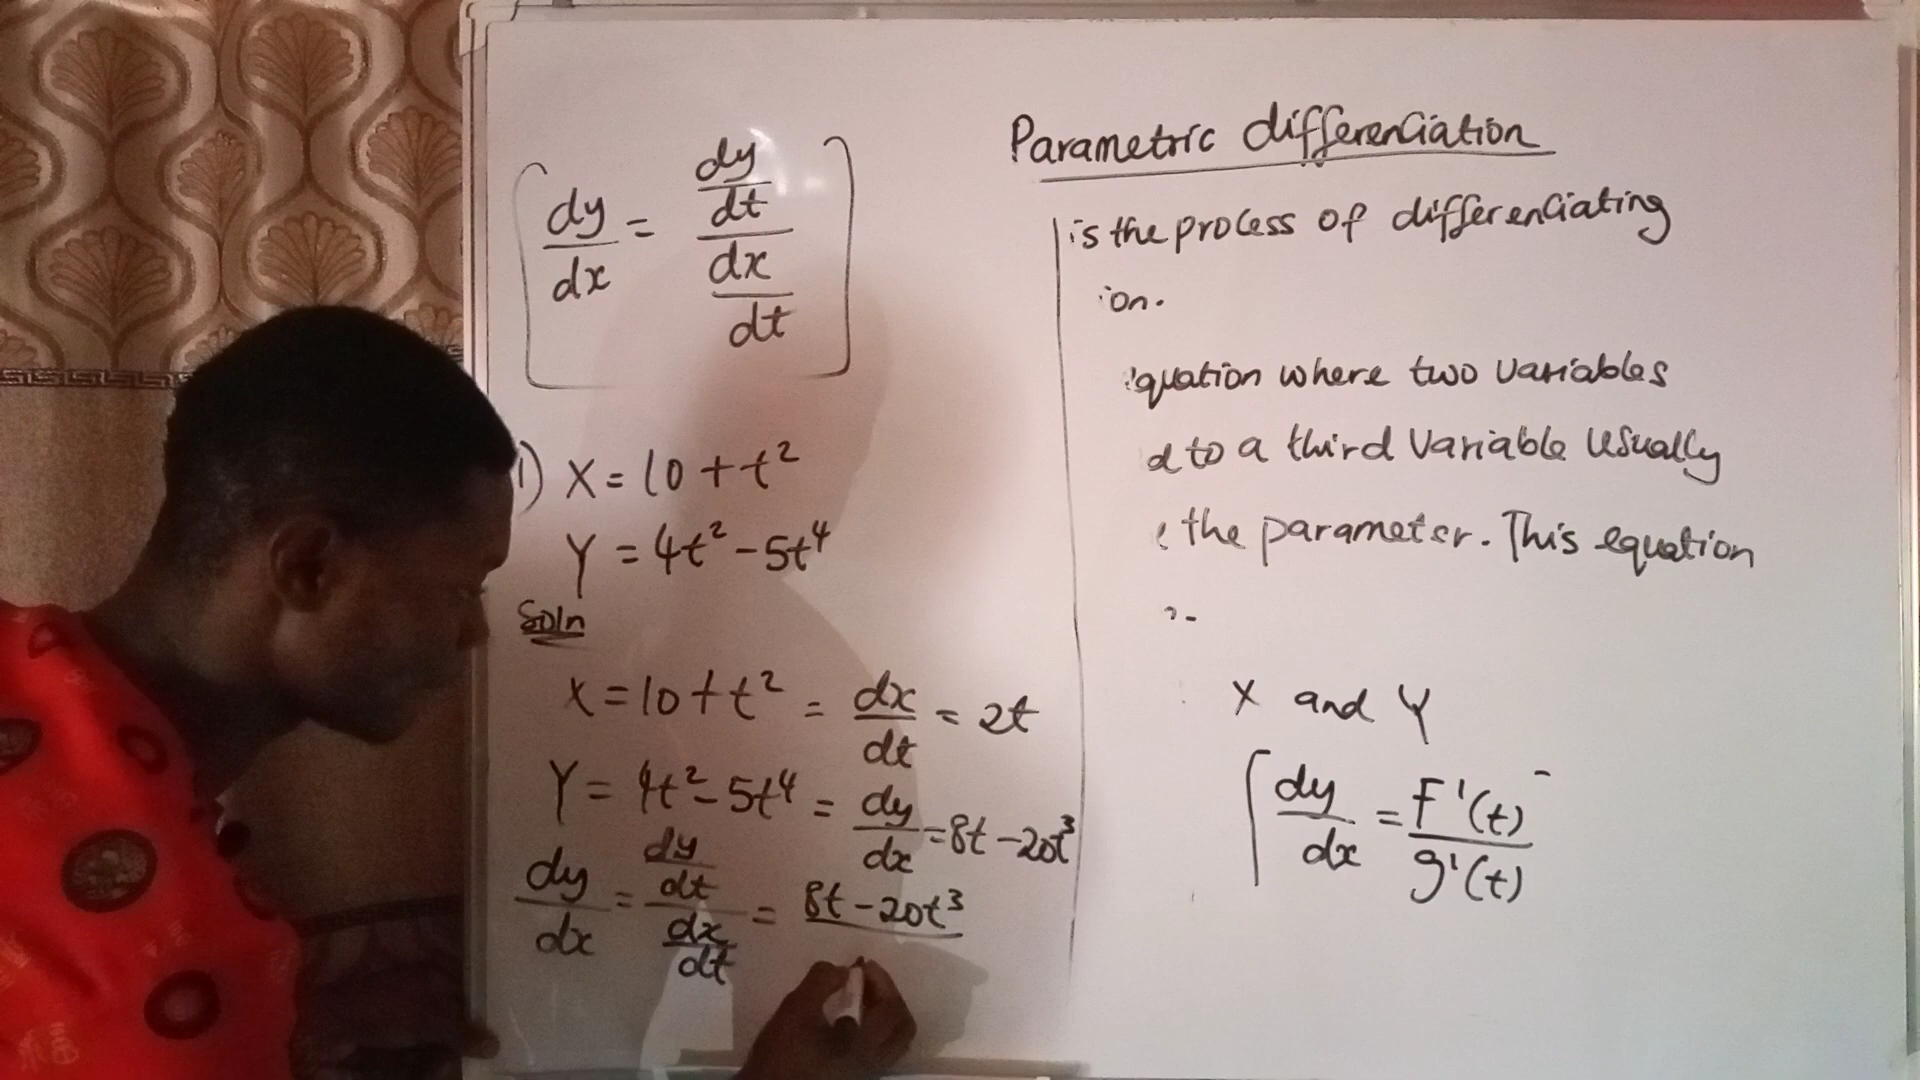 dy/dx = (dy/dt)/(dx/dt)
1) X = 10 + t²
Y = 4t² - 5t⁴
Soln
X = 10 + t² = dx/dt = 2t
Y = 4t² - 5t⁴ = dy/dx = 8t - 20t³
dy/dx = (dy/dt)/(dx/dt) = 8t - 20t³
Parametric differenciation
is the process of differenciating
ion.
quation where two variables
d to a third variable usually
the parameter. This equation
X and Y
dy/dx = F'(t)/g'(t)